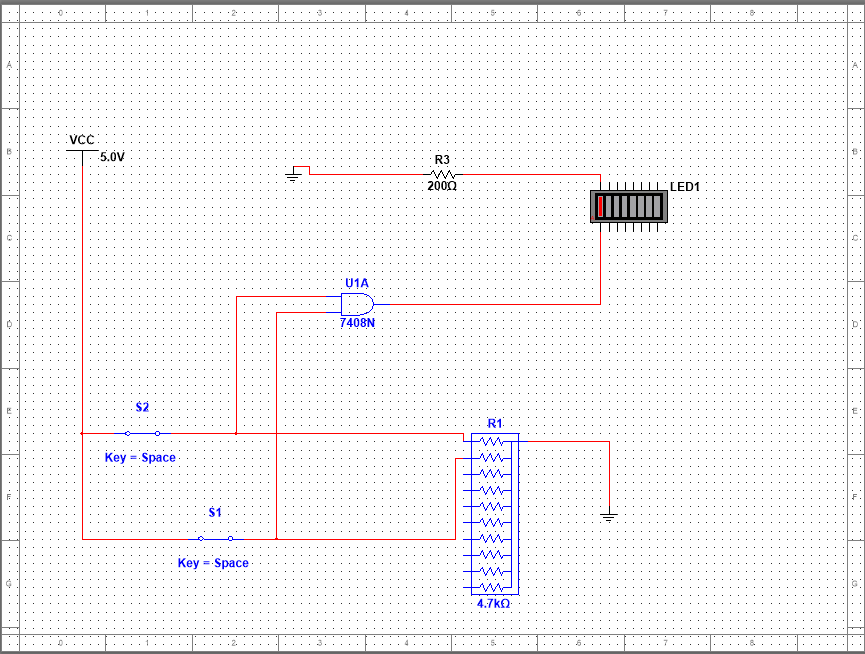 0 1 2 3 4 5 6 7 8
A A
VCC
5.0V
B B
R3
200Ω
LED1
C C
U1A
7408N
D D
S2
E E
R1
Key = Space
F F
S1
Key = Space
G G
4.7kΩ
0 1 2 3 4 5 6 7 8